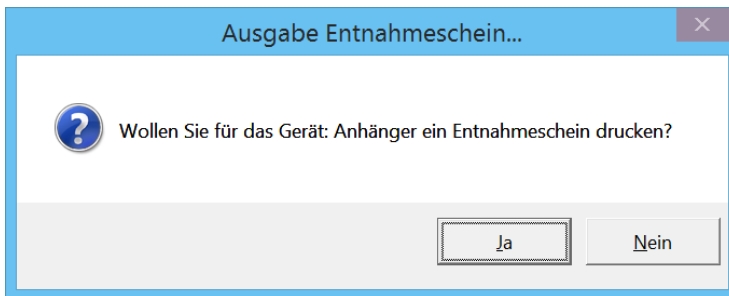 Ausgabe Entnahmeschein...
Wollen Sie für das Gerät: Anhänger ein Entnahmeschein drucken?
Ja
Nein